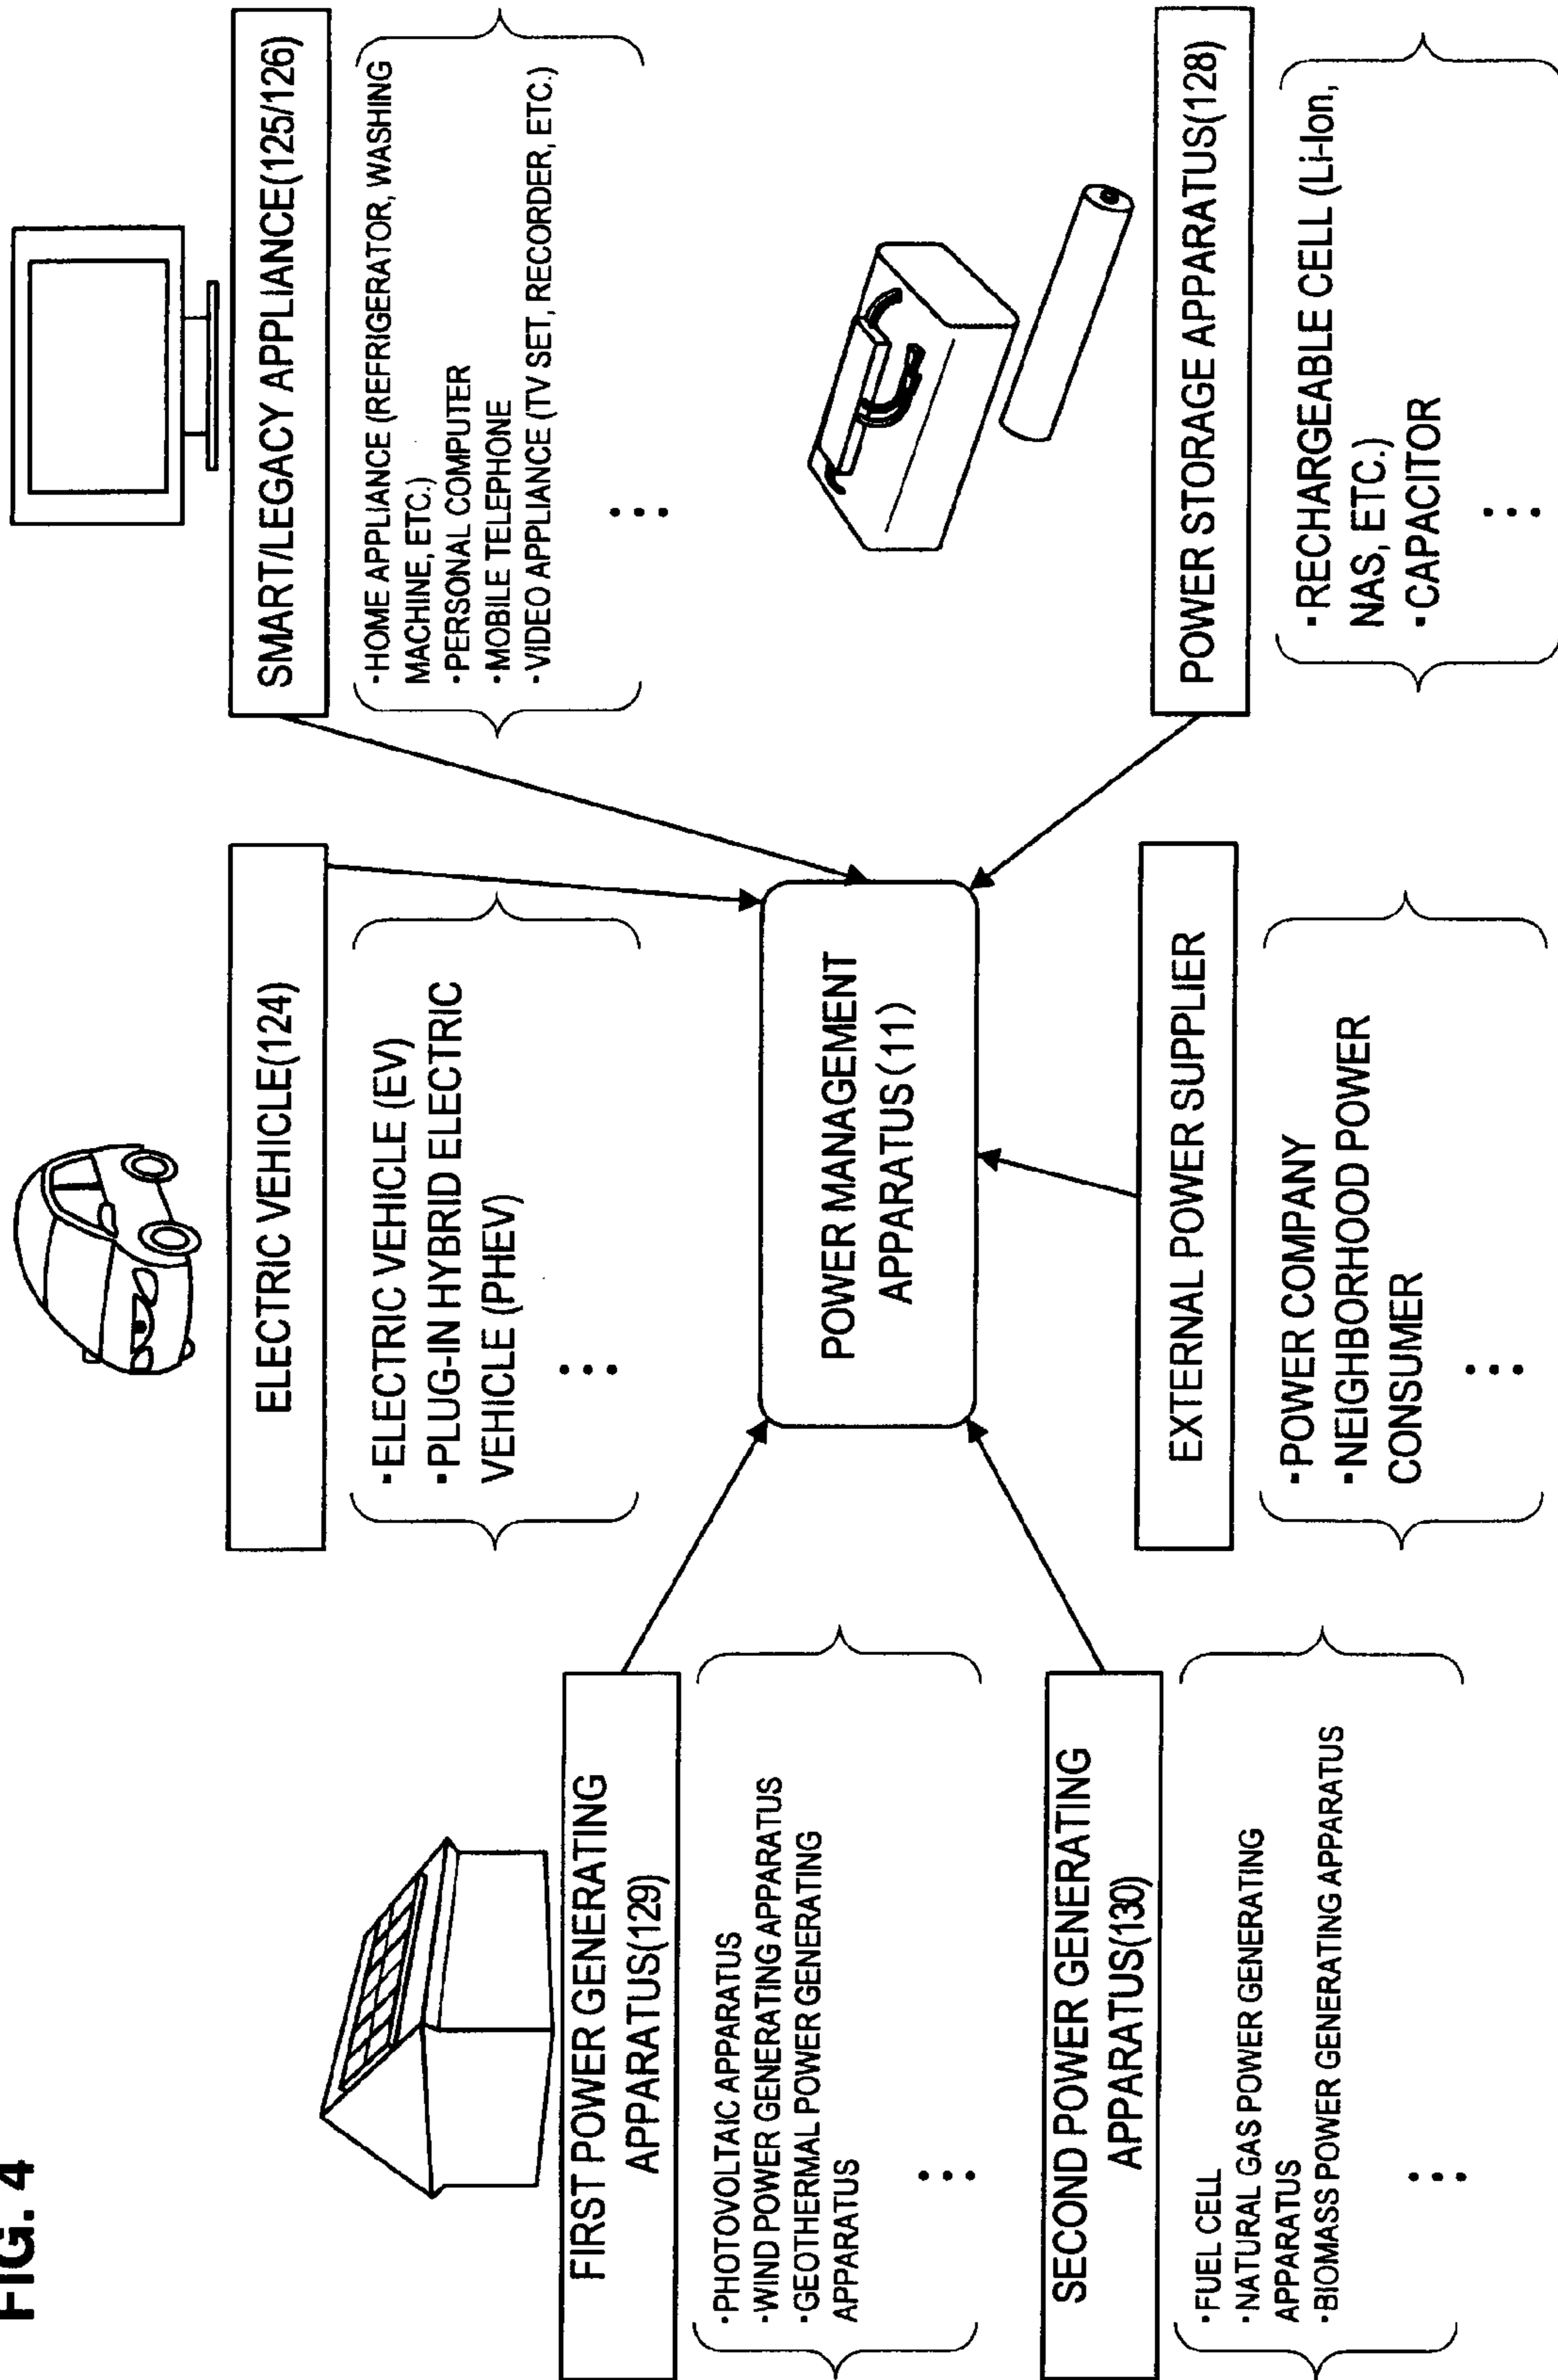 FIG. 4
FIRST POWER GENERATING
APPARATUS(129)
·PHOTOVOLTAIC APPARATUS
·WIND POWER GENERATING APPARATUS
·GEOTHERMAL POWER GENERATING
APPARATUS
...
SECOND POWER GENERATING
APPARATUS(130)
·FUEL CELL
·NATURAL GAS POWER GENERATING
APPARATUS
·BIOMASS POWER GENERATING APPARATUS
...
ELECTRIC VEHICLE(124)
·ELECTRIC VEHICLE (EV)
·PLUG-IN HYBRID ELECTRIC
VEHICLE (PHEV)
...
POWER MANAGEMENT
APPARATUS(11)
EXTERNAL POWER SUPPLIER
·POWER COMPANY
·NEIGHBORHOOD POWER
CONSUMER
...
SMART/LEGACY APPLIANCE(125/126)
·HOME APPLIANCE (REFRIGERATOR, WASHING
MACHINE, ETC.)
·PERSONAL COMPUTER
·MOBILE TELEPHONE
·VIDEO APPLIANCE (TV SET, RECORDER, ETC.)
...
POWER STORAGE APPARATUS(128)
·RECHARGEABLE CELL (Li-Ion,
NAS, ETC.)
·CAPACITOR
...